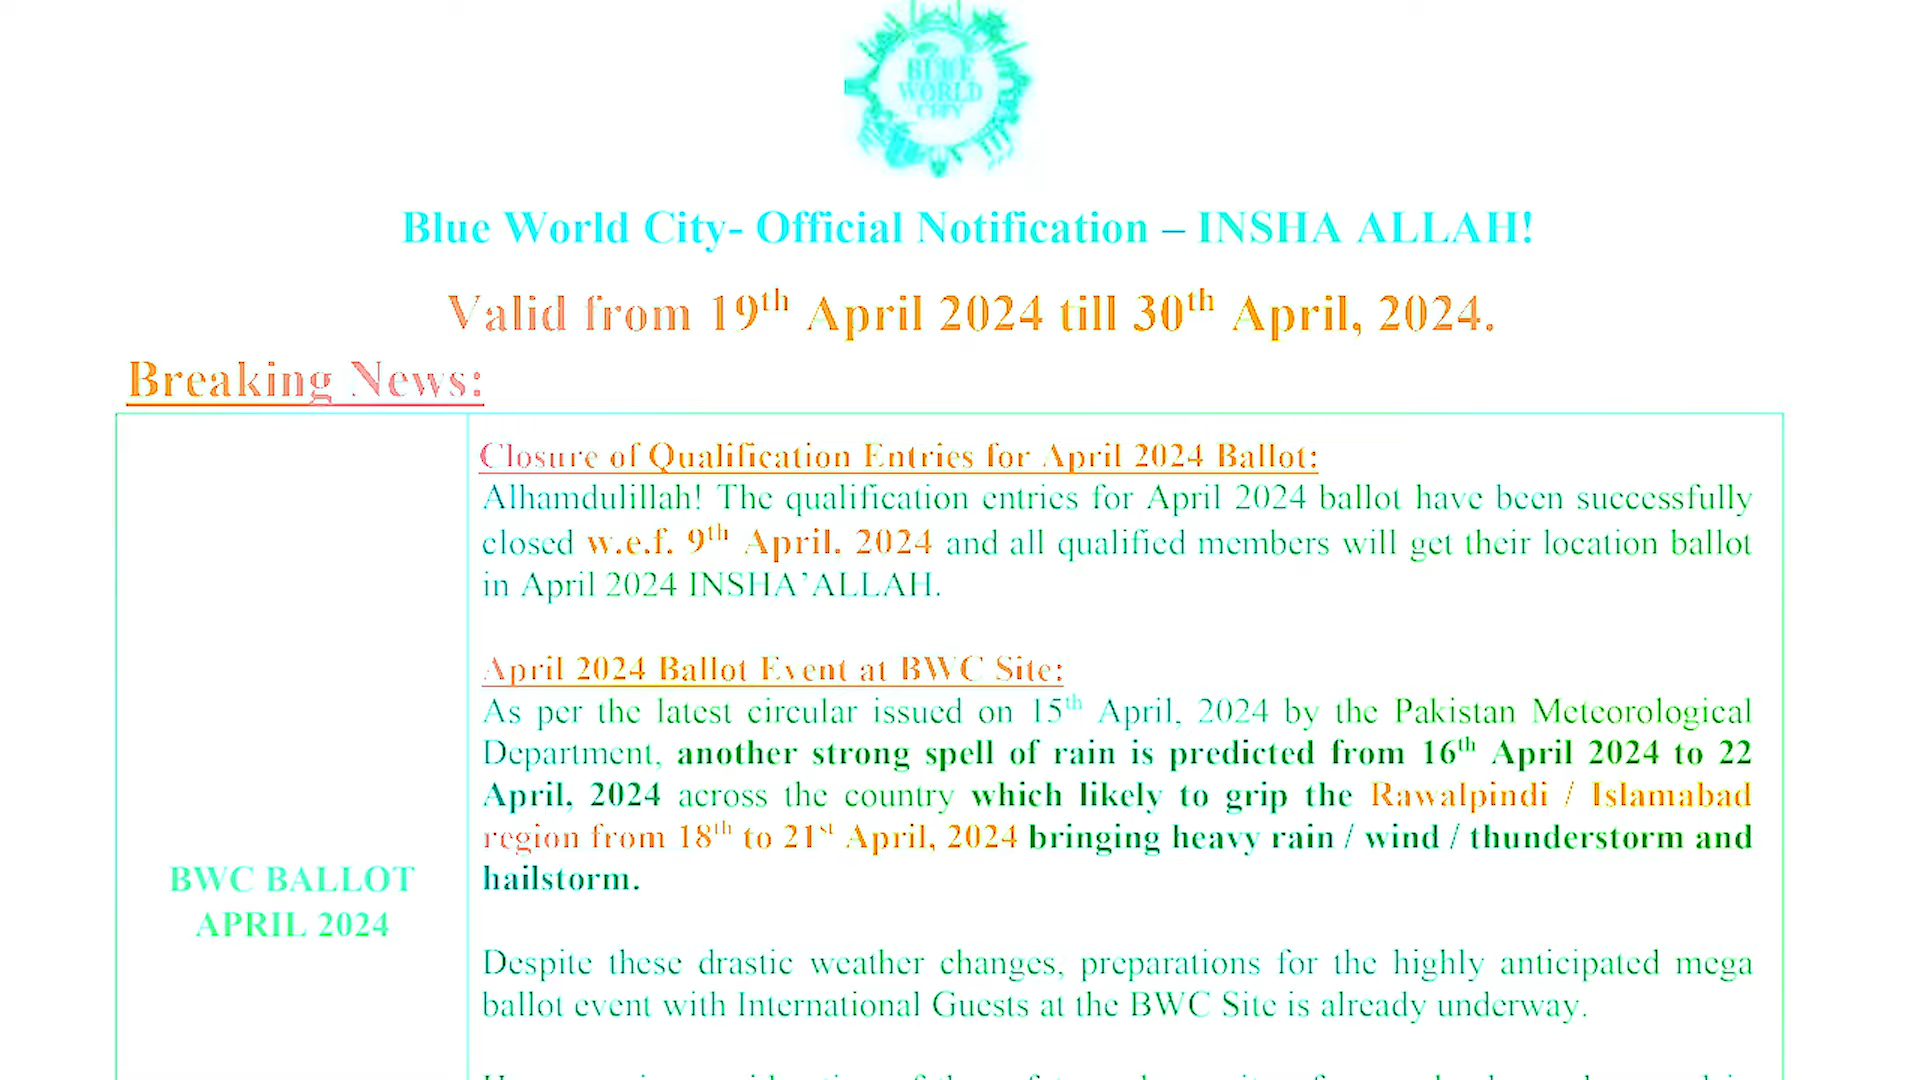 BLUE
WORLD
CITY
Blue World City- Official Notification – INSHA ALLAH!
Valid from 19th April 2024 till 30th April, 2024.
Breaking News:
Closure of Qualification Entries for April 2024 Ballot:
Alhamdulillah! The qualification entries for April 2024 ballot have been successfully
closed w.e.f. 9th April. 2024 and all qualified members will get their location ballot
in April 2024 INSHA’ALLAH.
April 2024 Ballot Event at BWC Site:
As per the latest circular issued on 15th April, 2024 by the Pakistan Meteorological
Department, another strong spell of rain is predicted from 16th April 2024 to 22
April, 2024 across the country which likely to grip the Rawalpindi / Islamabad
region from 18th to 21st April, 2024 bringing heavy rain / wind / thunderstorm and
hailstorm.
BWC BALLOT
APRIL 2024
Despite these drastic weather changes, preparations for the highly anticipated mega
ballot event with International Guests at the BWC Site is already underway.